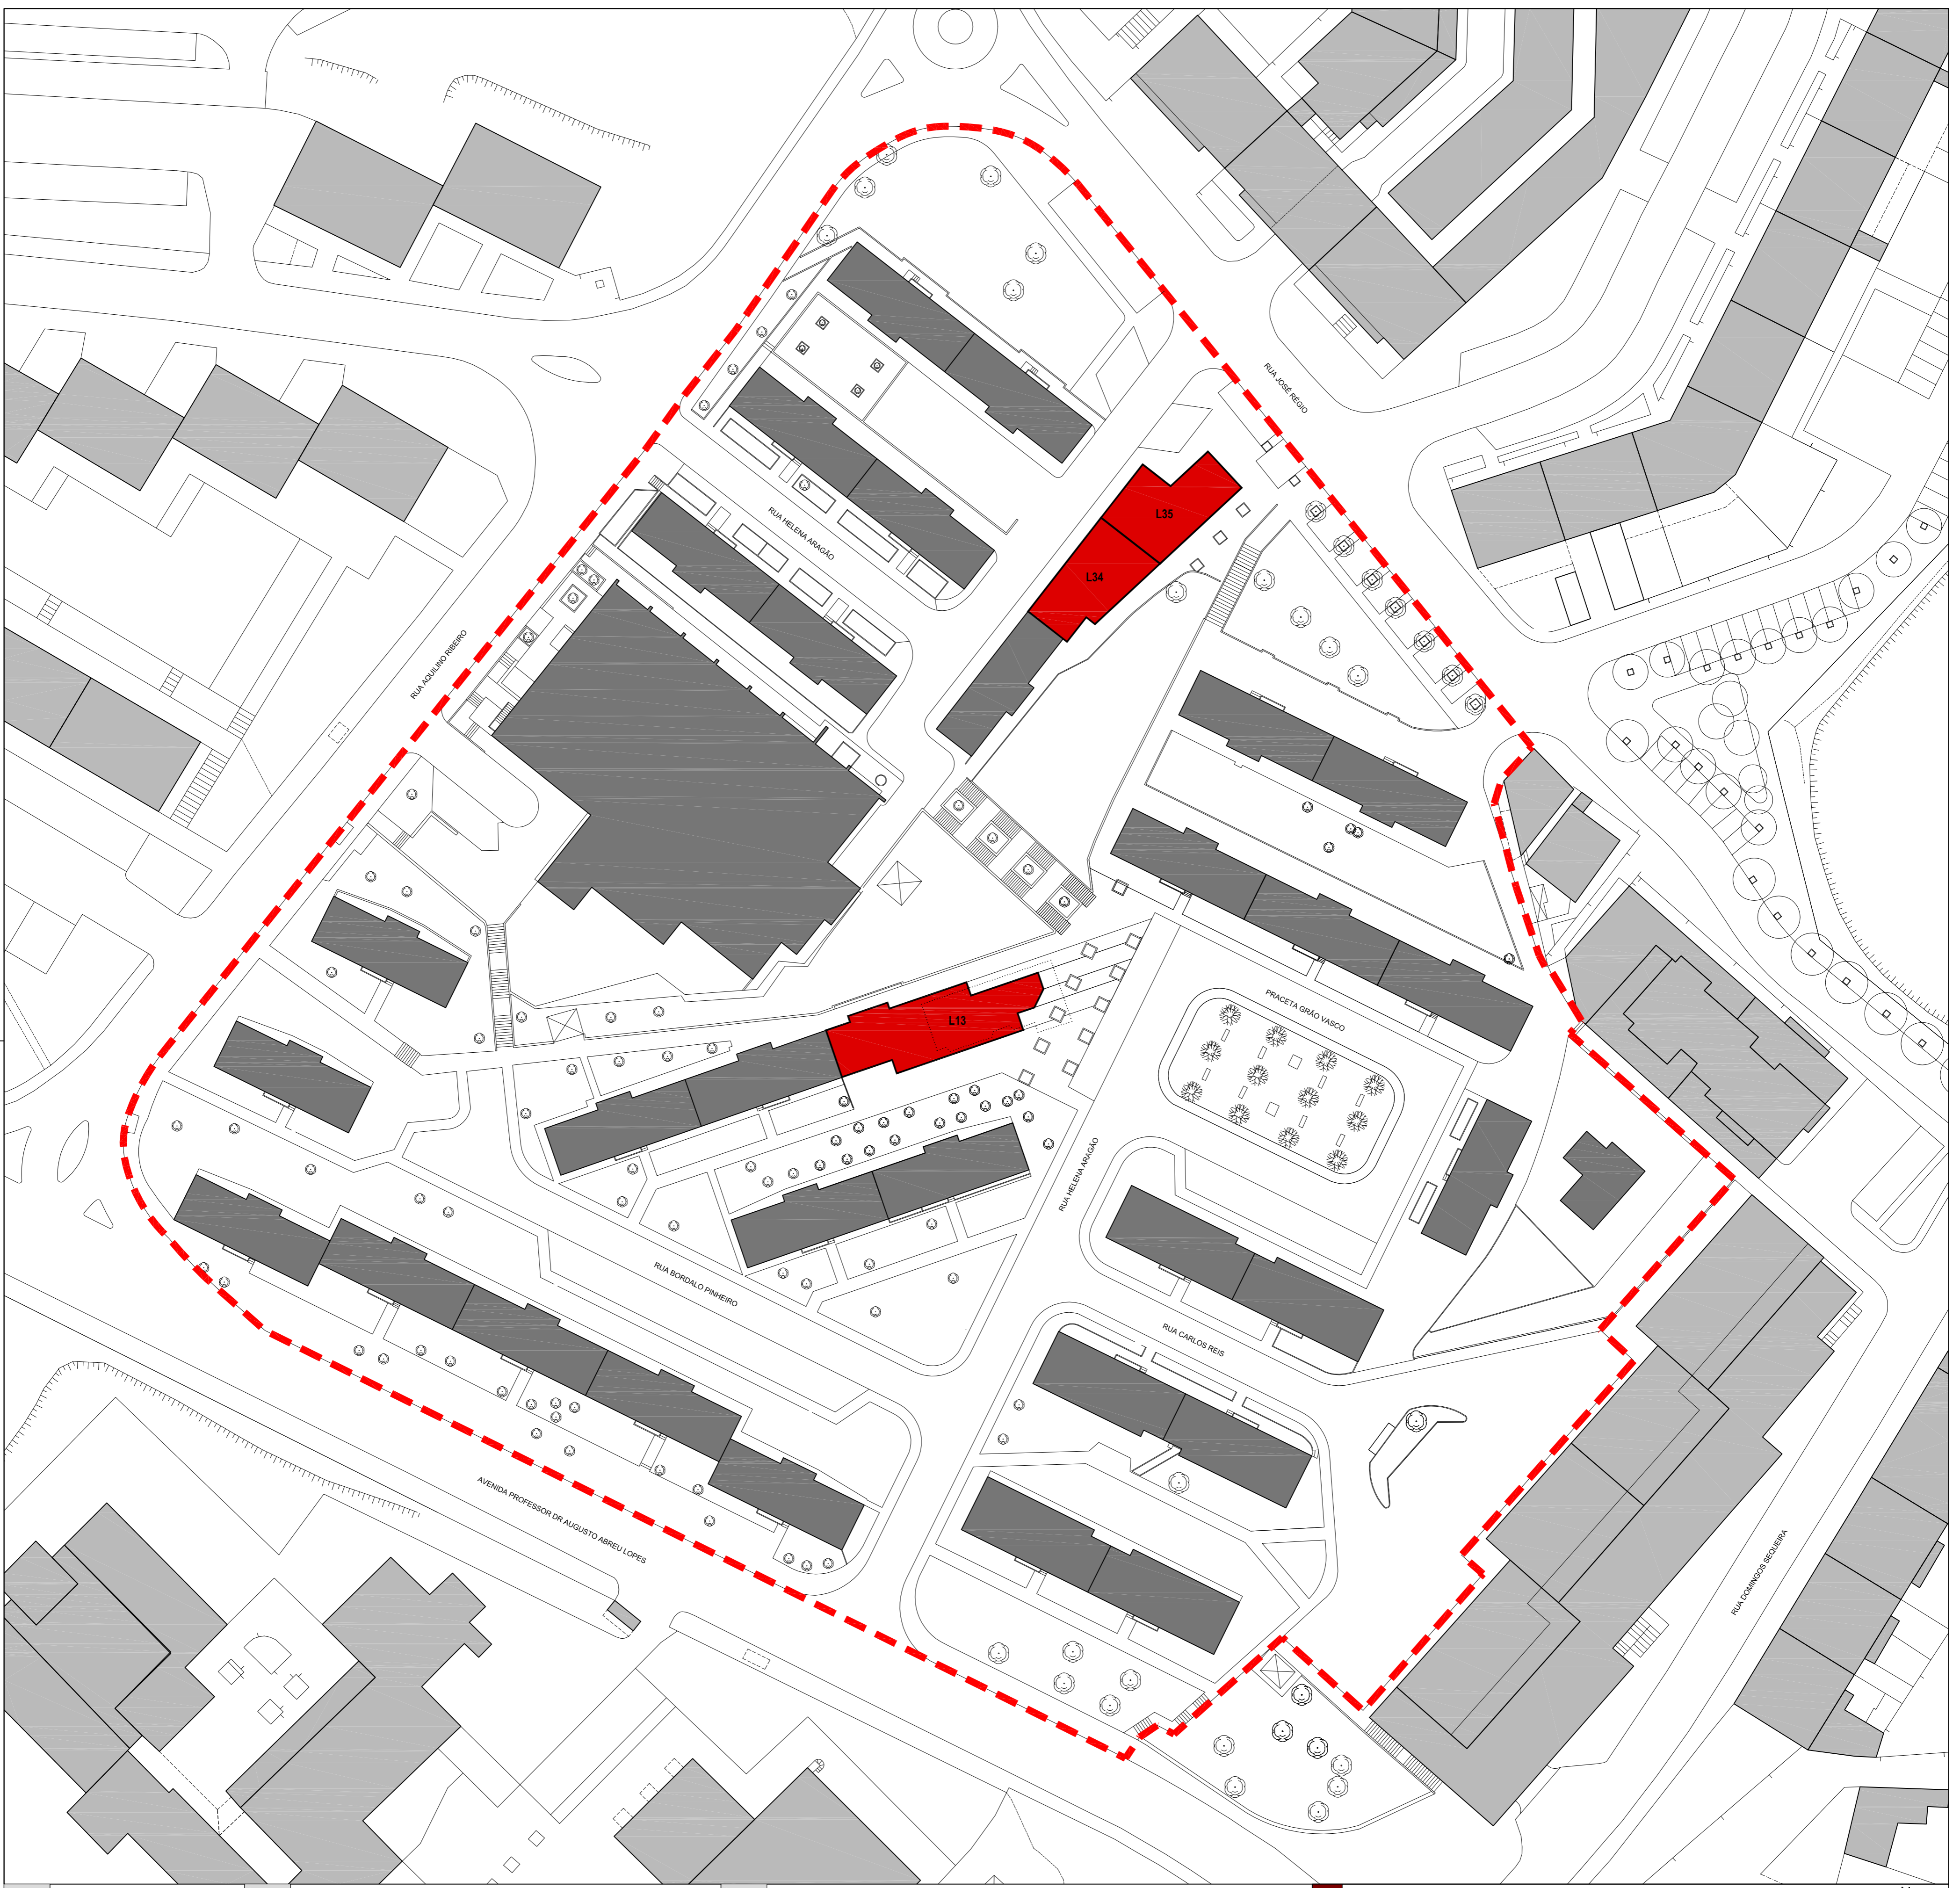 RUA JOSÉ RÉGIO
L35
RUA HELENA ARAGÃO
L34
RUA AQUILINO RIBEIRO
PRACETA GRÃO VASCO
L13
RUA HELENA ARAGÃO
RUA BORDALO PINHEIRO
RUA CARLOS REIS
AVENIDA PROFESSOR DR AUGUSTO ABREU LOPES
RUA DOMINGOS SEQUEIRA